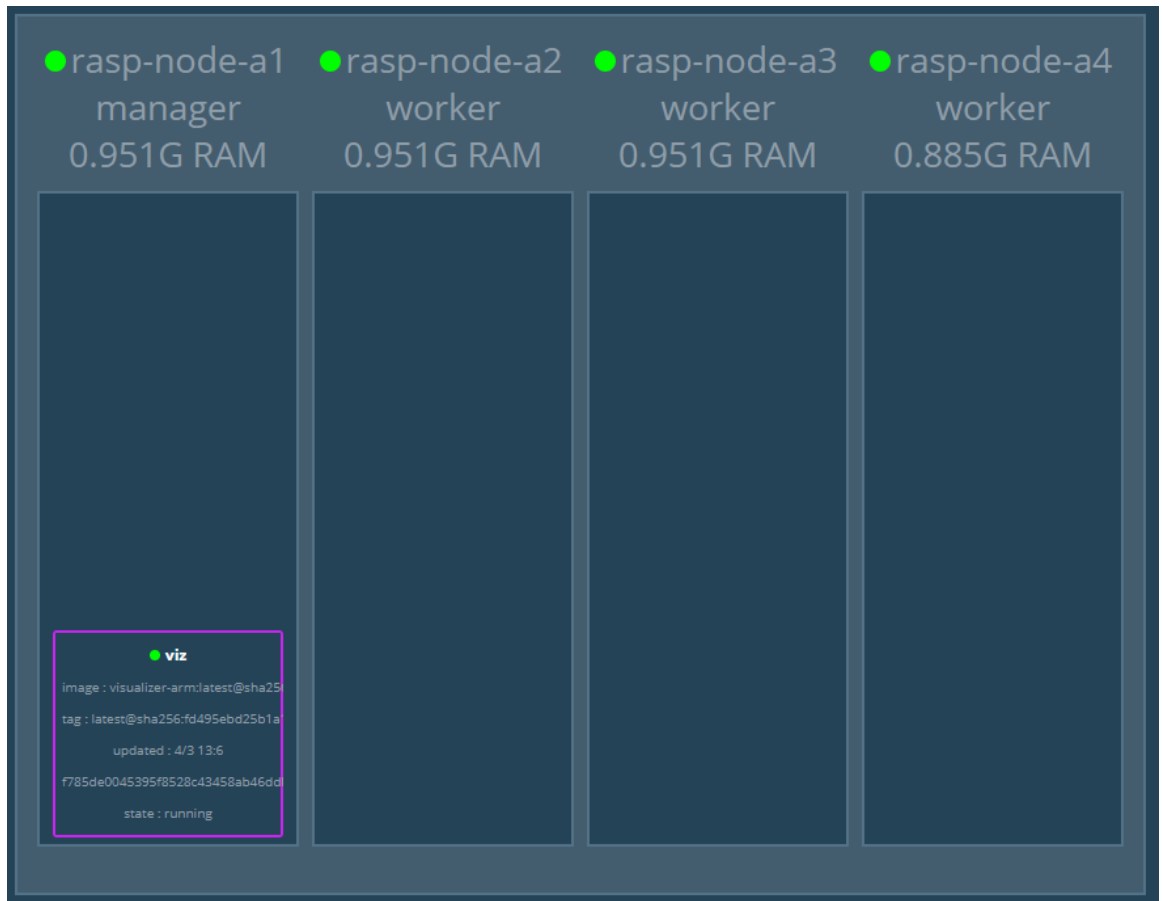 rasp-node-a1
manager
0.951G RAM
rasp-node-a2
worker
0.951G RAM
rasp-node-a3
worker
0.951G RAM
rasp-node-a4
worker
0.885G RAM
viz
image : visualizer-arm:latest@sha256
tag : latest@sha256:fd495ebd25b1a
updated : 4/3 13:6
f785de0045395f8528c43458ab46dd
state : running